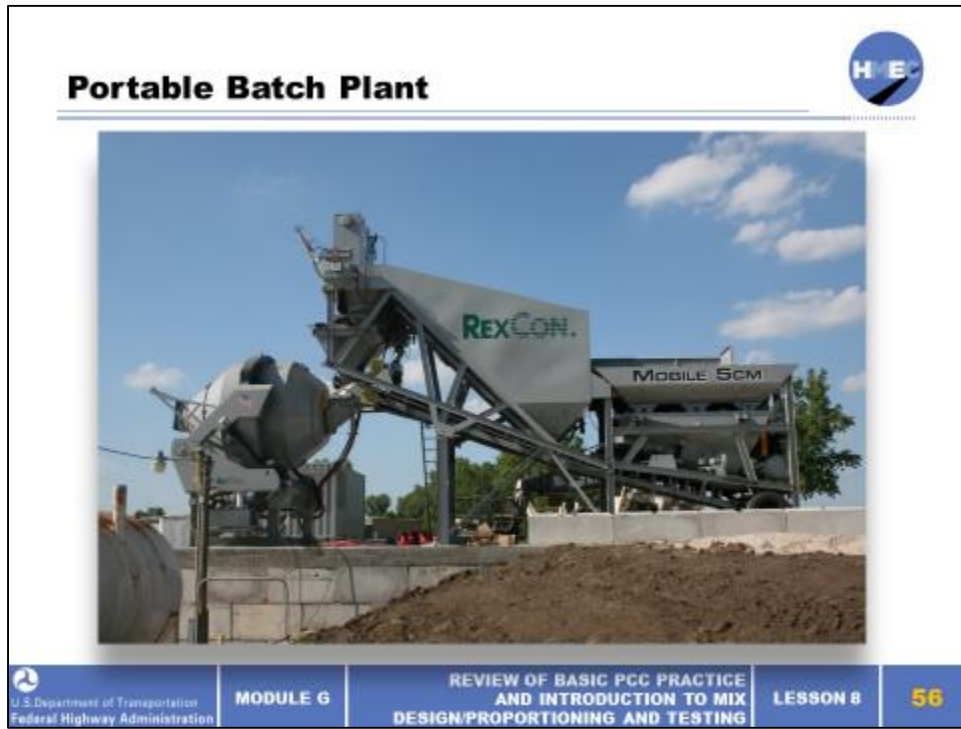 Portable Batch Plant
HMEC
REXCON.
MOBILE 5CM
U.S.Department of Transportation
Federal Highway Administration
MODULE G
REVIEW OF BASIC PCC PRACTICE
AND INTRODUCTION TO MIX
DESIGN/PROPORTIONING AND TESTING
LESSON 8
56